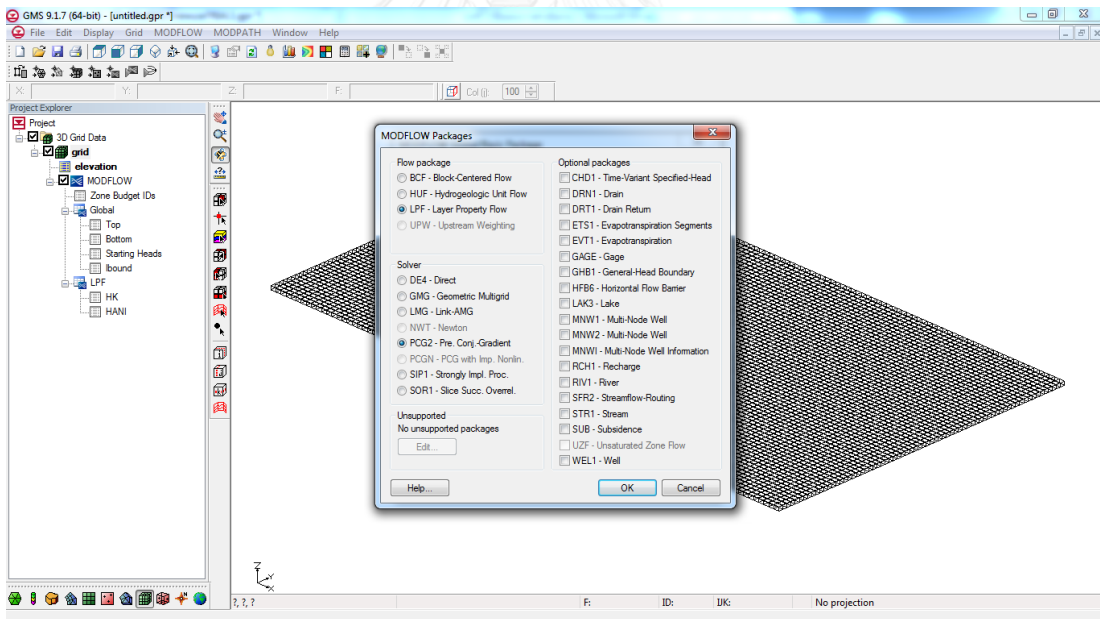 GMS 9.1.7 (64-bit) - [untitled.gpr *]
File Edit Display Grid MODFLOW MODPATH Window Help
X: Y: Z: F: Col (j): 100
Project Explorer
Project
3D Grid Data
grid
elevation
MODFLOW
Zone Budget IDs
Global
Top
Bottom
Starting Heads
Ibound
LPF
HK
HANI
MODFLOW Packages
Flow package
BCF - Block-Centered Flow
HUF - Hydrogeologic Unit Flow
LPF - Layer Property Flow
UPW - Upstream Weighting
Solver
DE4 - Direct
GMG - Geometric Multigrid
LMG - Link-AMG
NWT - Newton
PCG2 - Pre. Conj.-Gradient
PCGN - PCG with Imp. Nonlin.
SIP1 - Strongly Impl. Proc.
SOR1 - Slice Succ. Overrel.
Unsupported
No unsupported packages
Edit...
Optional packages
CHD1 - Time-Variant Specified-Head
DRN1 - Drain
DRT1 - Drain Return
ETS1 - Evapotranspiration Segments
EVT1 - Evapotranspiration
GAGE - Gage
GHB1 - General-Head Boundary
HFB6 - Horizontal Flow Barrier
LAK3 - Lake
MNW1 - Multi-Node Well
MNW2 - Multi-Node Well
MNWI - Multi-Node Well Information
RCH1 - Recharge
RIV1 - River
SFR2 - Streamflow-Routing
STR1 - Stream
SUB - Subsidence
UZF - Unsaturated Zone Flow
WEL1 - Well
Help... OK Cancel
Z
Y
X
?, ?, ? F: ID: IJK: No projection